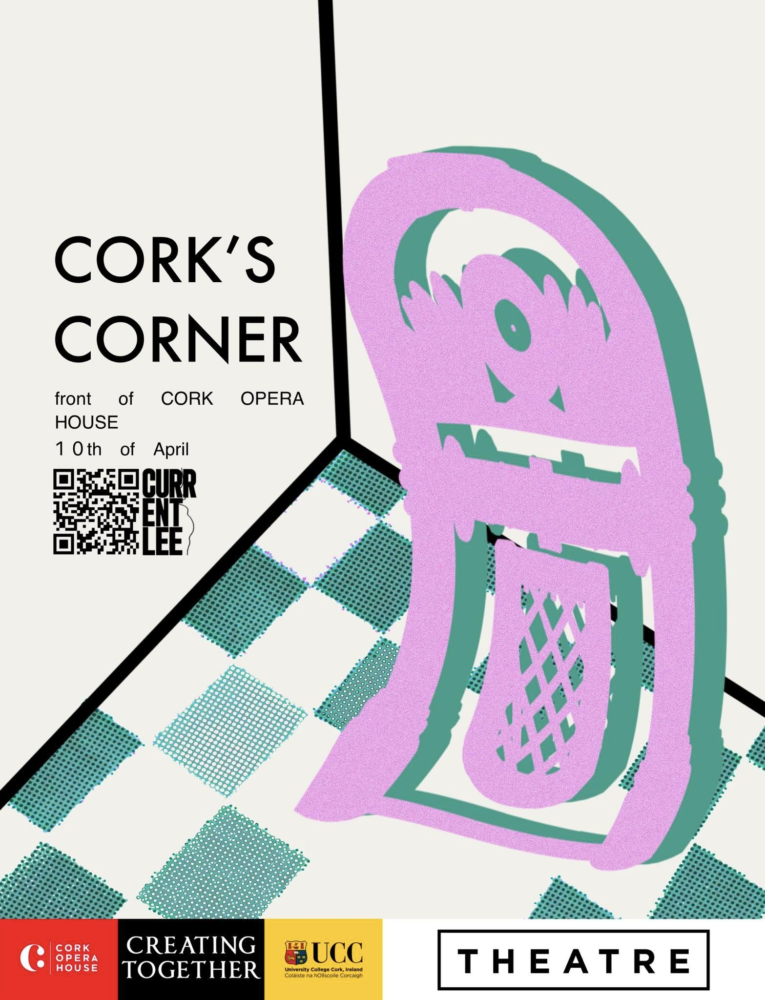 CORK'S
CORNER
front of CORK OPERA
HOUSE
10th of April
CURR
ENT
LEE
CORK
OPERA
HOUSE
CREATING
TOGETHER
UCC
University College Cork, Ireland
Coláiste na hOllscoile Corcaigh
THEATRE